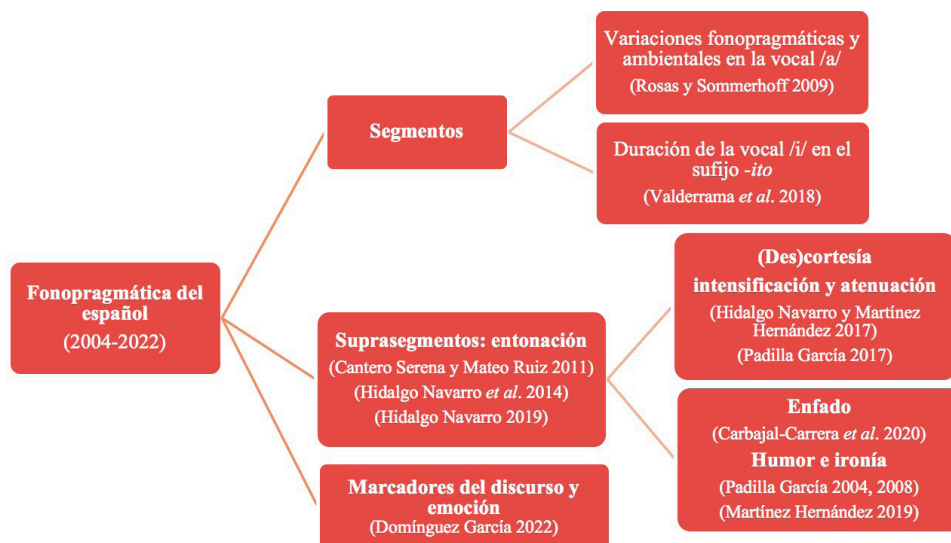 Fonopragmática del
español
(2004-2022)
Segmentos
Variaciones fonopragmáticas y
ambientales en la vocal /a/
(Rosas y Sommerhoff 2009)
Duración de la vocal /i/ en el
sufijo -ito
(Valderrama et al. 2018)
Suprasegmentos: entonación
(Cantero Serena y Mateo Ruiz 2011)
(Hidalgo Navarro et al. 2014)
(Hidalgo Navarro 2019)
(Des)cortesía
intensificación y atenuación
(Hidalgo Navarro y Martínez
Hernández 2017)
(Padilla García 2017)
Enfado
(Carbajal-Carrera et al. 2020)
Humor e ironía
(Padilla García 2004, 2008)
(Martínez Hernández 2019)
Marcadores del discurso y
emoción
(Domínguez García 2022)